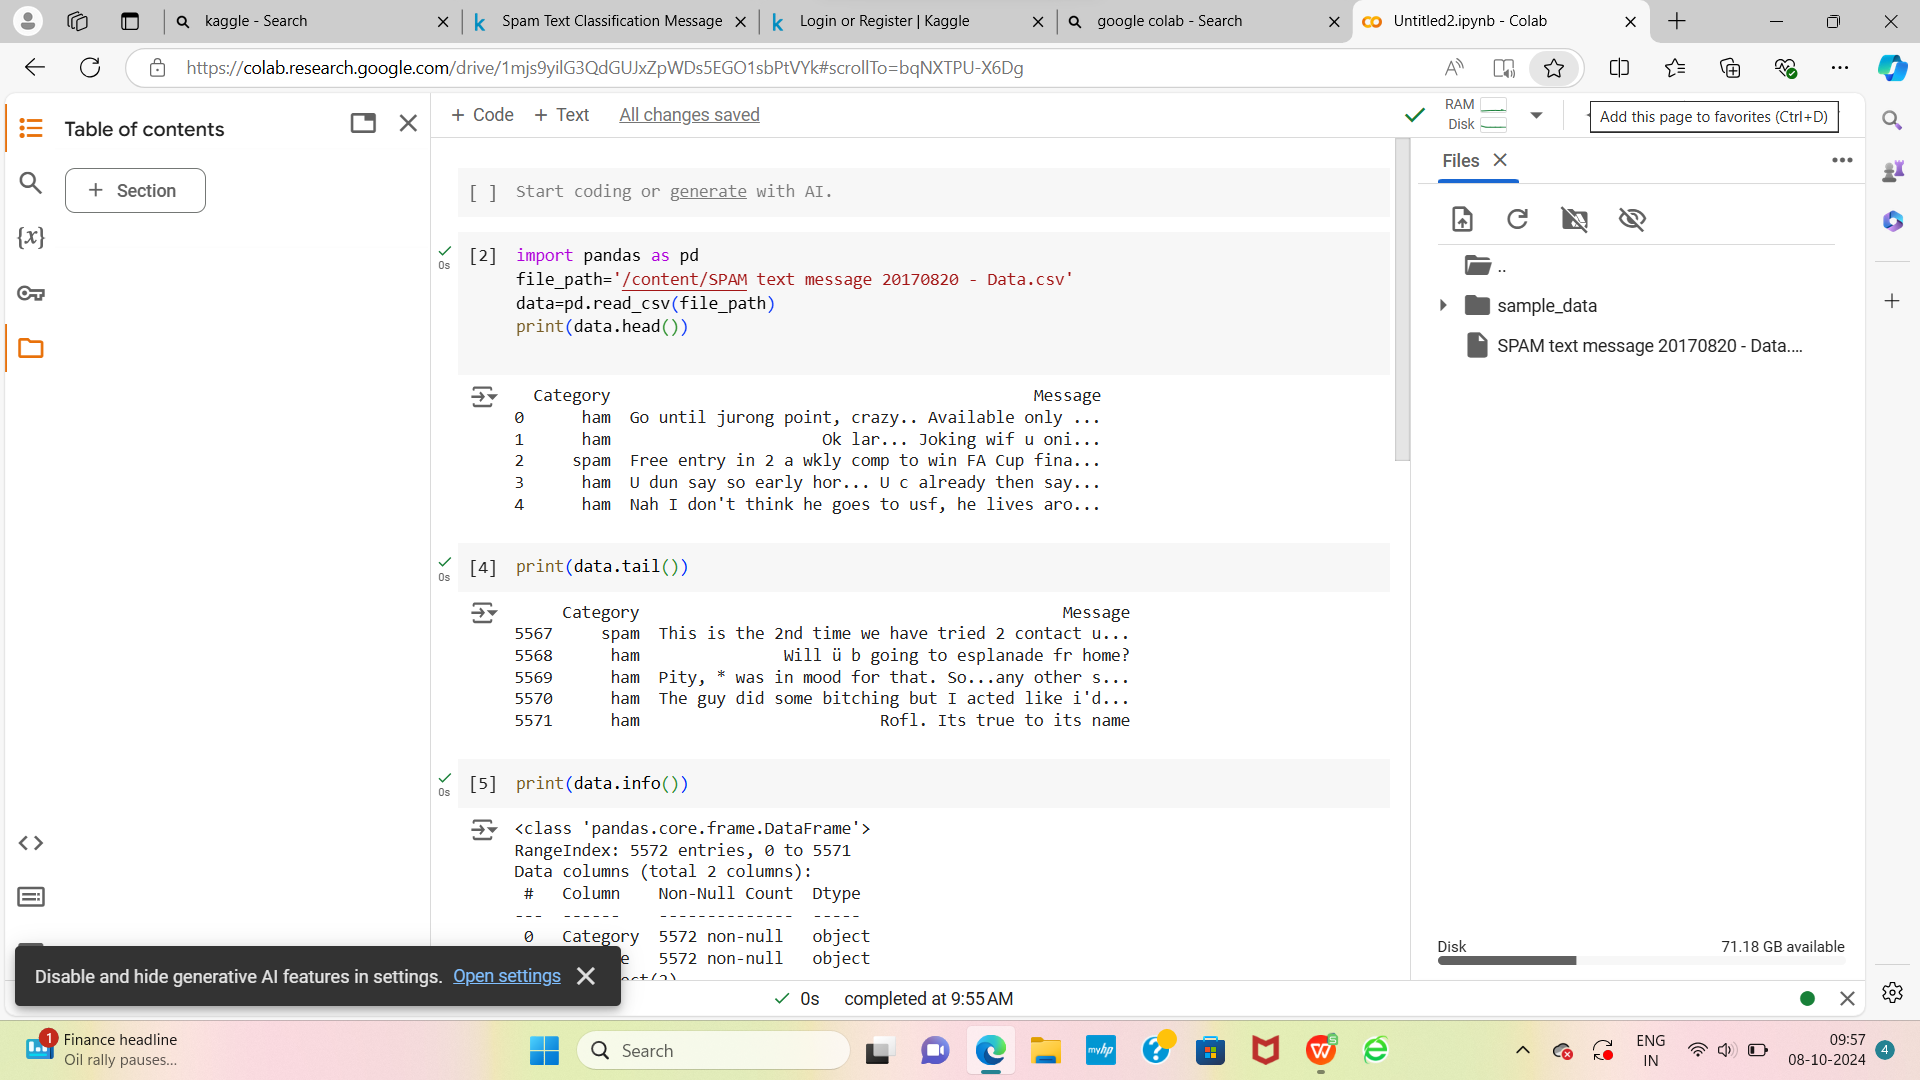 kaggle - Search
Spam Text Classification Message
Login or Register | Kaggle
google colab - Search
Untitled2.ipynb - Colab
https://colab.research.google.com/drive/1mjs9yilG3QdGUJxZpWDs5EGO1sbPtVYk#scrollTo=bqNXTPU-X6Dg
Table of contents
+ Section
+ Code + Text All changes saved
RAM
Disk
Add this page to favorites (Ctrl+D)
[ ] Start coding or generate with AI.
[2] import pandas as pd
file_path='/content/SPAM text message 20170820 - Data.csv'
data=pd.read_csv(file_path)
print(data.head())
0s
Category Message
0 ham Go until jurong point, crazy.. Available only ...
1 ham Ok lar... Joking wif u oni...
2 spam Free entry in 2 a wkly comp to win FA Cup fina...
3 ham U dun say so early hor... U c already then say...
4 ham Nah I don't think he goes to usf, he lives aro...
[4] print(data.tail())
0s
Category Message
5567 spam This is the 2nd time we have tried 2 contact u...
5568 ham Will ü b going to esplanade fr home?
5569 ham Pity, * was in mood for that. So...any other s...
5570 ham The guy did some bitching but I acted like i'd...
5571 ham Rofl. Its true to its name
[5] print(data.info())
0s
<class 'pandas.core.frame.DataFrame'>
RangeIndex: 5572 entries, 0 to 5571
Data columns (total 2 columns):
# Column Non-Null Count Dtype
--- ------ -------------- -----
0 Category 5572 non-null object
e 5572 non-null object
Files
..
sample_data
SPAM text message 20170820 - Data....
Disk 71.18 GB available
Disable and hide generative AI features in settings. Open settings
0s completed at 9:55 AM
1
Finance headline
Oil rally pauses...
Search
myhp
ENG
IN
09:57
08-10-2024
4